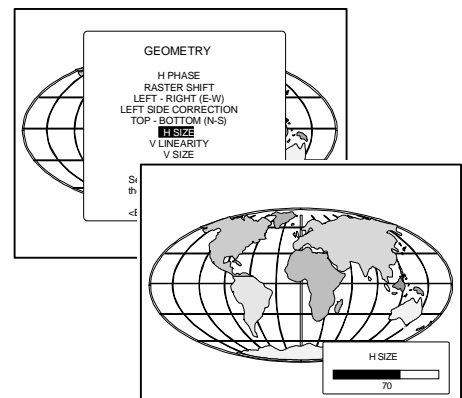 GEOMETRY
H PHASE
RASTER SHIFT
LEFT - RIGHT (E-W)
LEFT SIDE CORRECTION
TOP - BOTTOM (N-S)
H SIZE
V LINEARITY
V SIZE
H SIZE
70